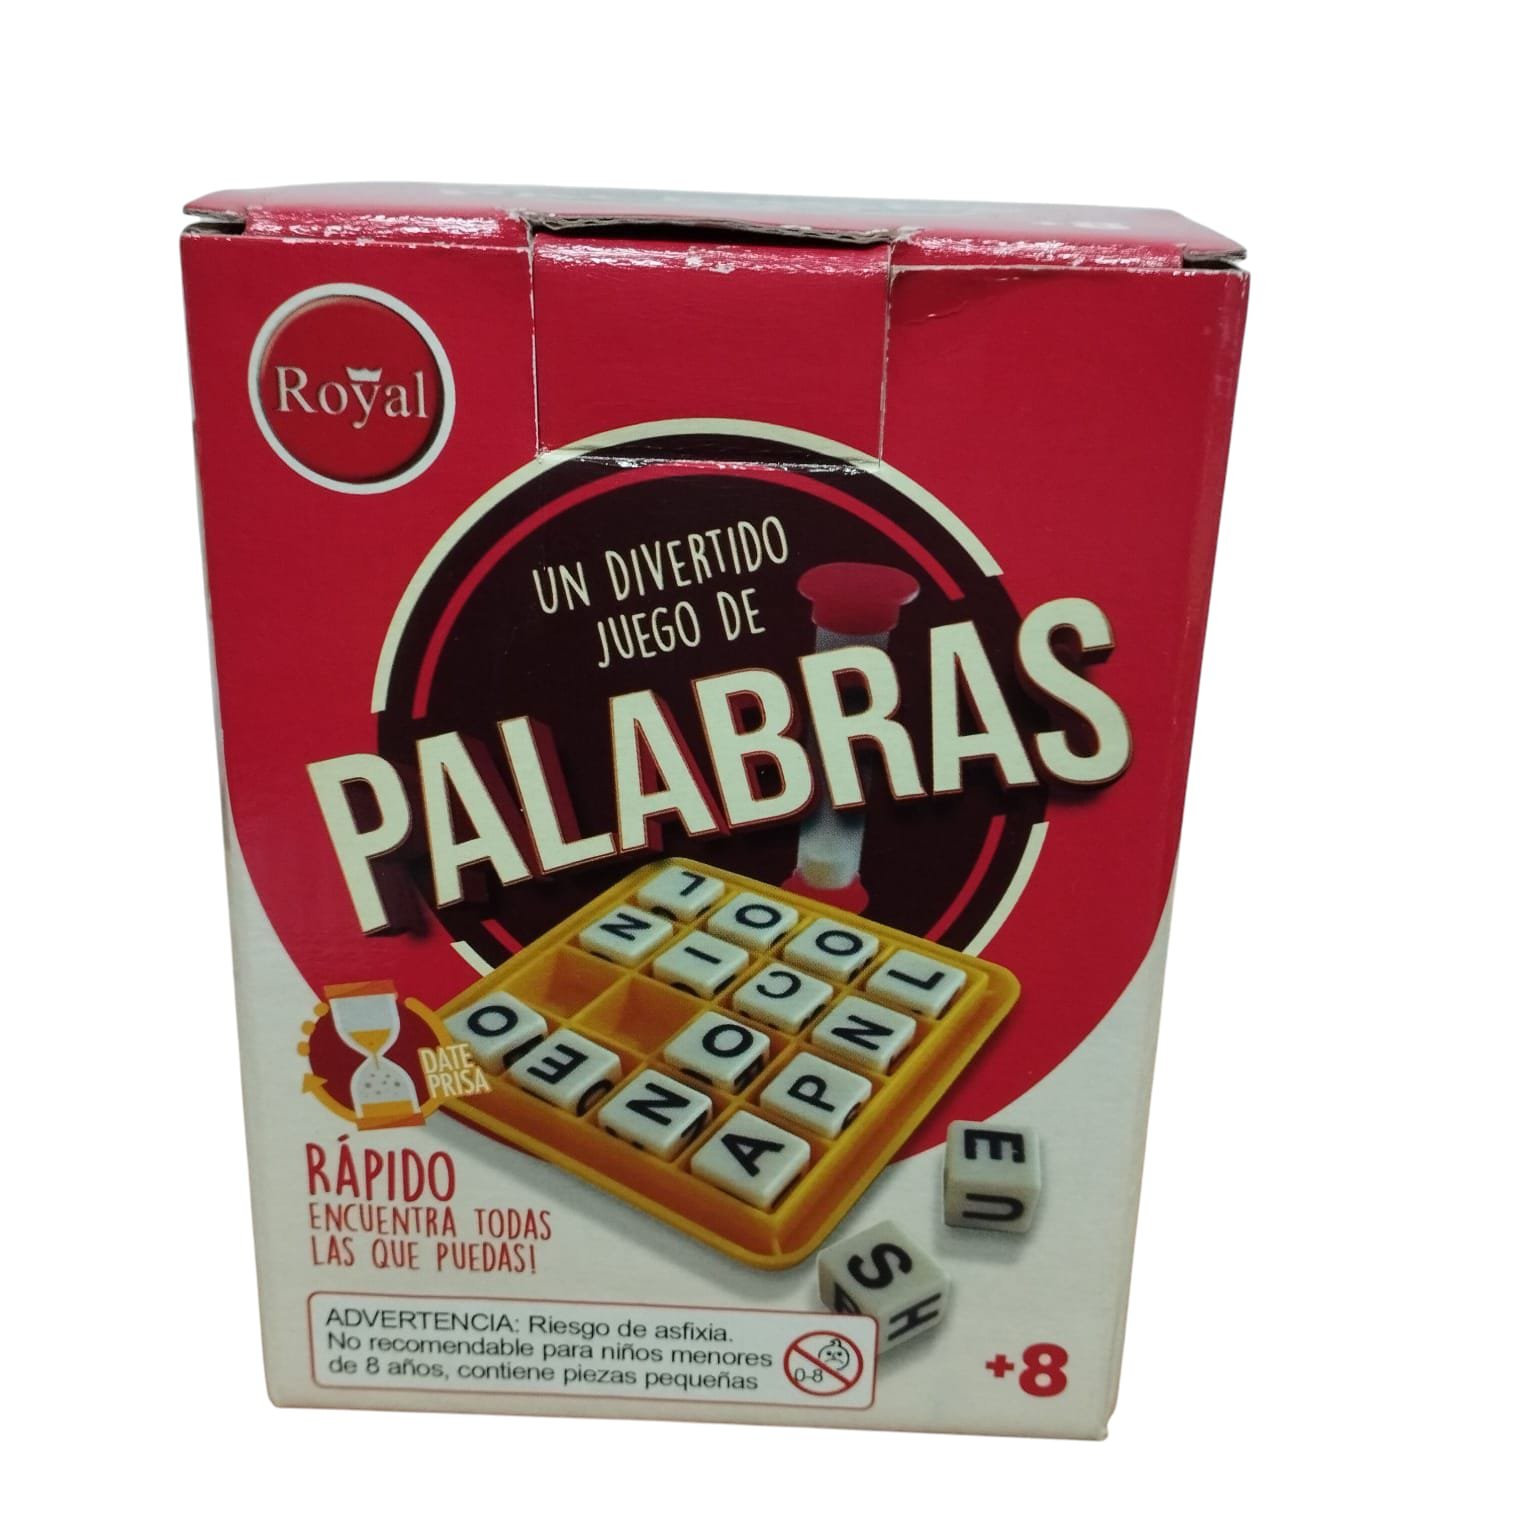 Royal
UN DIVERTIDO
JUEGO DE
PALABRAS
L
O
O
L
N
I
C
N
O
P
O
E
N
A
DATE
PRISA
E
U
S
H
RÁPIDO
ENCUENTRA TODAS
LAS QUE PUEDAS!
ADVERTENCIA: Riesgo de asfixia.
No recomendable para niños menores
de 8 años, contiene piezas pequeñas
0-8
+8